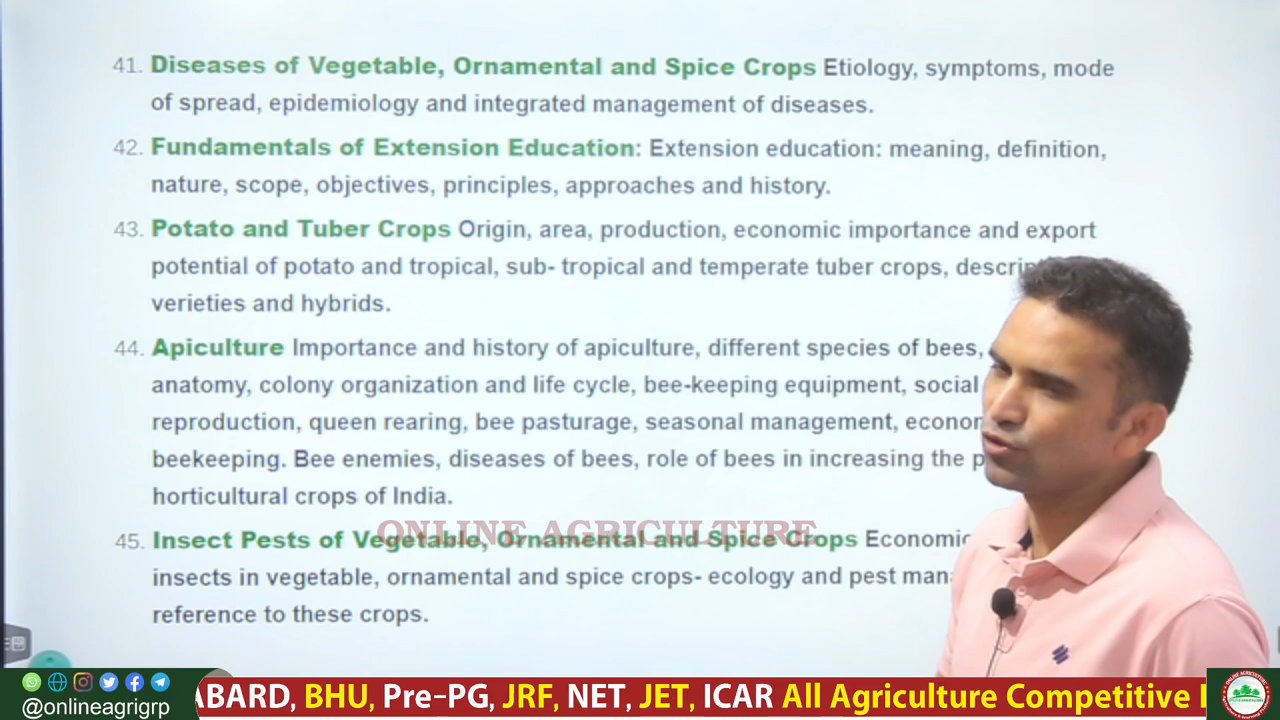 41. Diseases of Vegetable, Ornamental and Spice Crops Etiology, symptoms, mode
of spread, epidemiology and integrated management of diseases.
42. Fundamentals of Extension Education: Extension education: meaning, definition,
nature, scope, objectives, principles, approaches and history.
43. Potato and Tuber Crops Origin, area, production, economic importance and export
potential of potato and tropical, sub- tropical and temperate tuber crops,
verieties and hybrids.
44. Apiculture Importance and history of apiculture, different species of bees,
anatomy, colony organization and life cycle, bee-keeping equipment, social
reproduction, queen rearing, bee pasturage, seasonal management,
beekeeping. Bee enemies, diseases of bees, role of bees in increasing the
horticultural crops of India.
ONLINE AGRICULTURE
45. Insect Pests of Vegetable, Ornamental and Spice Crops Economic
insects in vegetable, ornamental and spice crops- ecology and pest
reference to these crops.
BHU, Pre-PG, JRF, NET, JET, ICAR All Agriculture Competitive
@onlineagrigrp